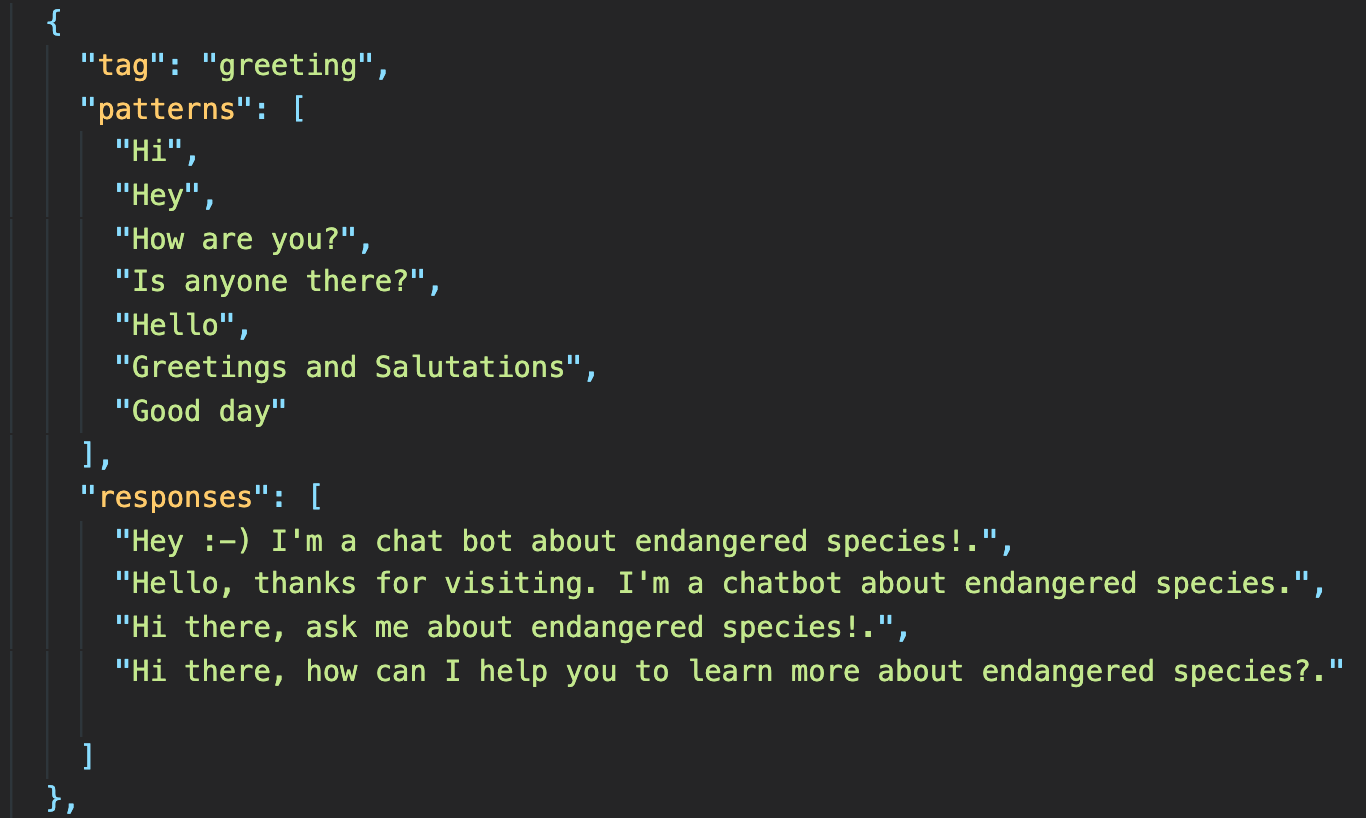 {
"tag": "greeting",
"patterns": [
"Hi",
"Hey",
"How are you?",
"Is anyone there?",
"Hello",
"Greetings and Salutations",
"Good day"
],
"responses": [
"Hey :-) I'm a chat bot about endangered species!.",
"Hello, thanks for visiting. I'm a chatbot about endangered species.",
"Hi there, ask me about endangered species!.",
"Hi there, how can I help you to learn more about endangered species?."
]
},